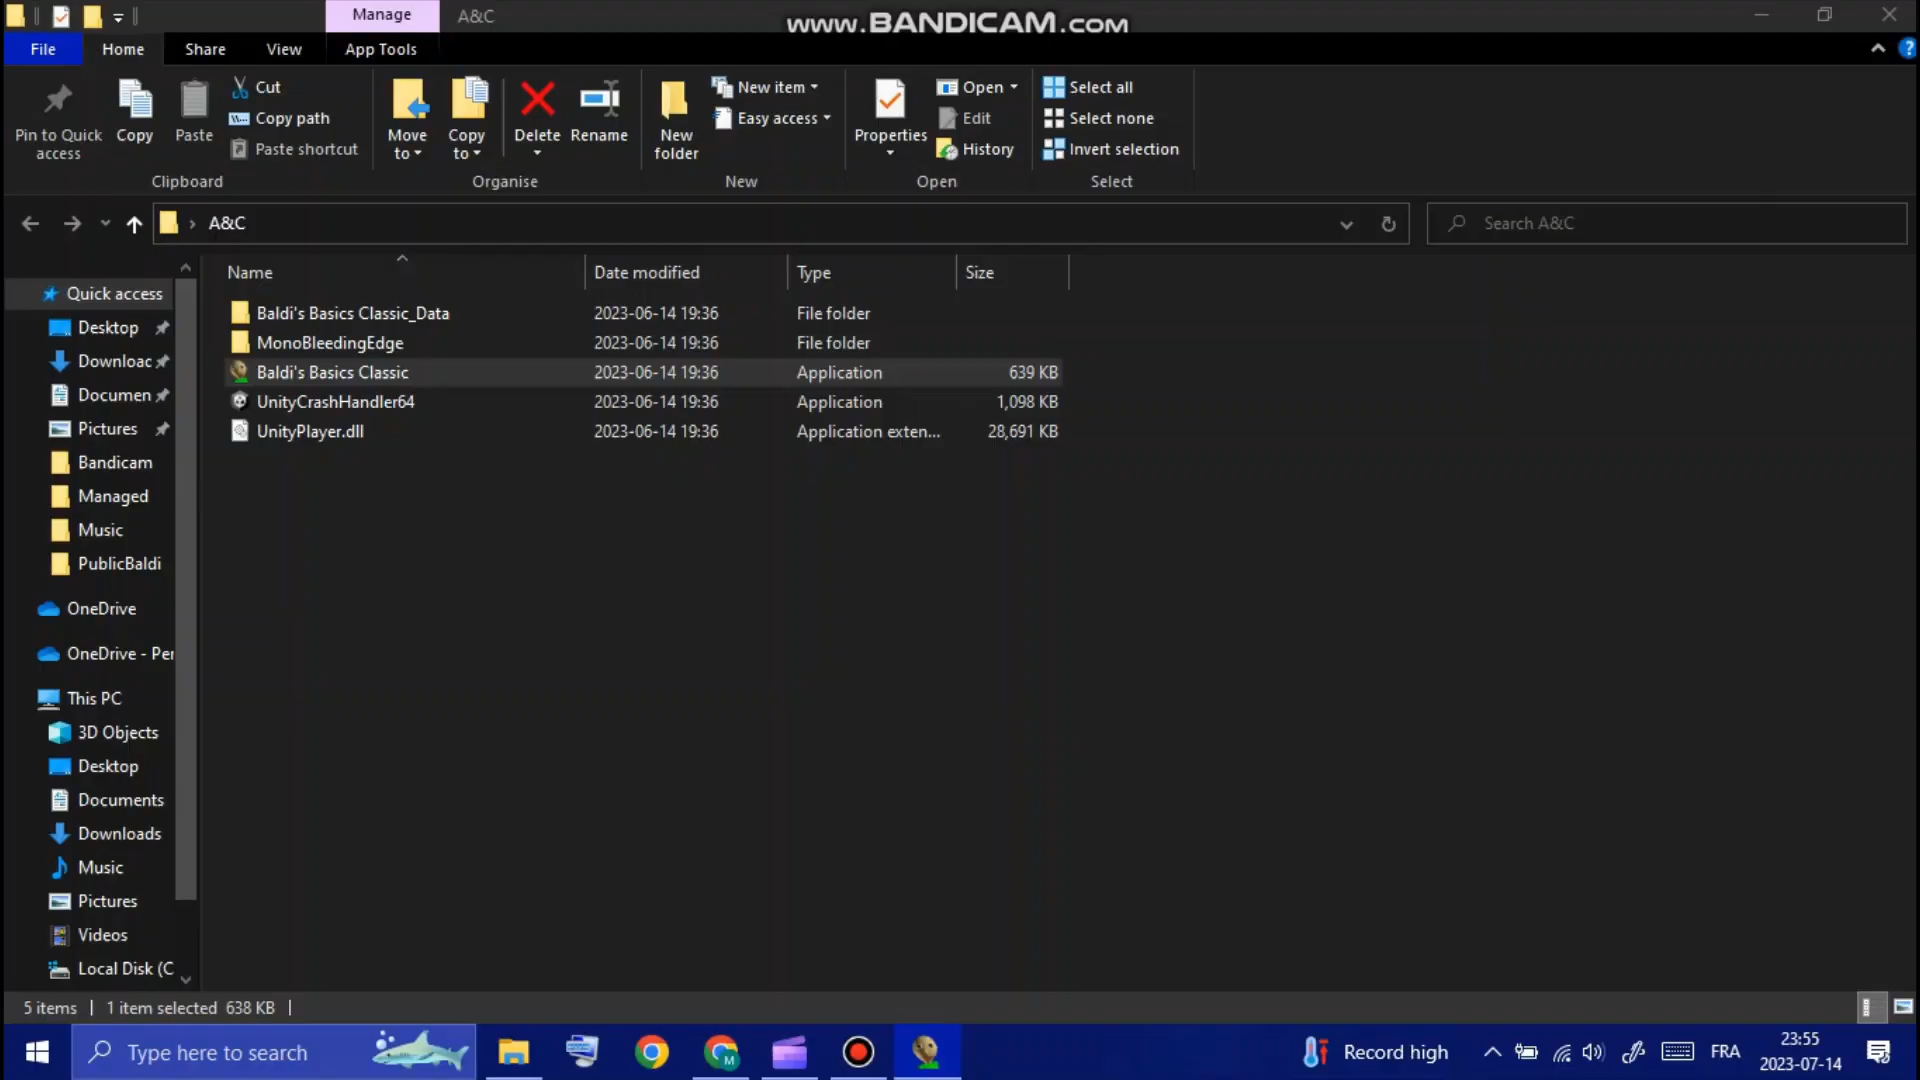 Manage
A&C
www.BANDICAM.com
File
Home
Share
View
App Tools
Pin to Quick access
Copy
Paste
Cut
Copy path
Paste shortcut
Clipboard
Move to
Copy to
Delete
Rename
Organise
New folder
New item
Easy access
New
Properties
Open
Edit
History
Open
Select all
Select none
Invert selection
Select
A&C
Search A&C
Name
Date modified
Type
Size
Baldi's Basics Classic_Data 2023-06-14 19:36 File folder
MonoBleedingEdge 2023-06-14 19:36 File folder
Baldi's Basics Classic 2023-06-14 19:36 Application 639 KB
UnityCrashHandler64 2023-06-14 19:36 Application 1,098 KB
UnityPlayer.dll 2023-06-14 19:36 Application exten... 28,691 KB
Quick access
Desktop
Downloac
Documen
Pictures
Bandicam
Managed
Music
PublicBaldi
OneDrive
OneDrive - Per
This PC
3D Objects
Desktop
Documents
Downloads
Music
Pictures
Videos
Local Disk (C
5 items
1 item selected 638 KB
Type here to search
Record high
FRA
23:55
2023-07-14